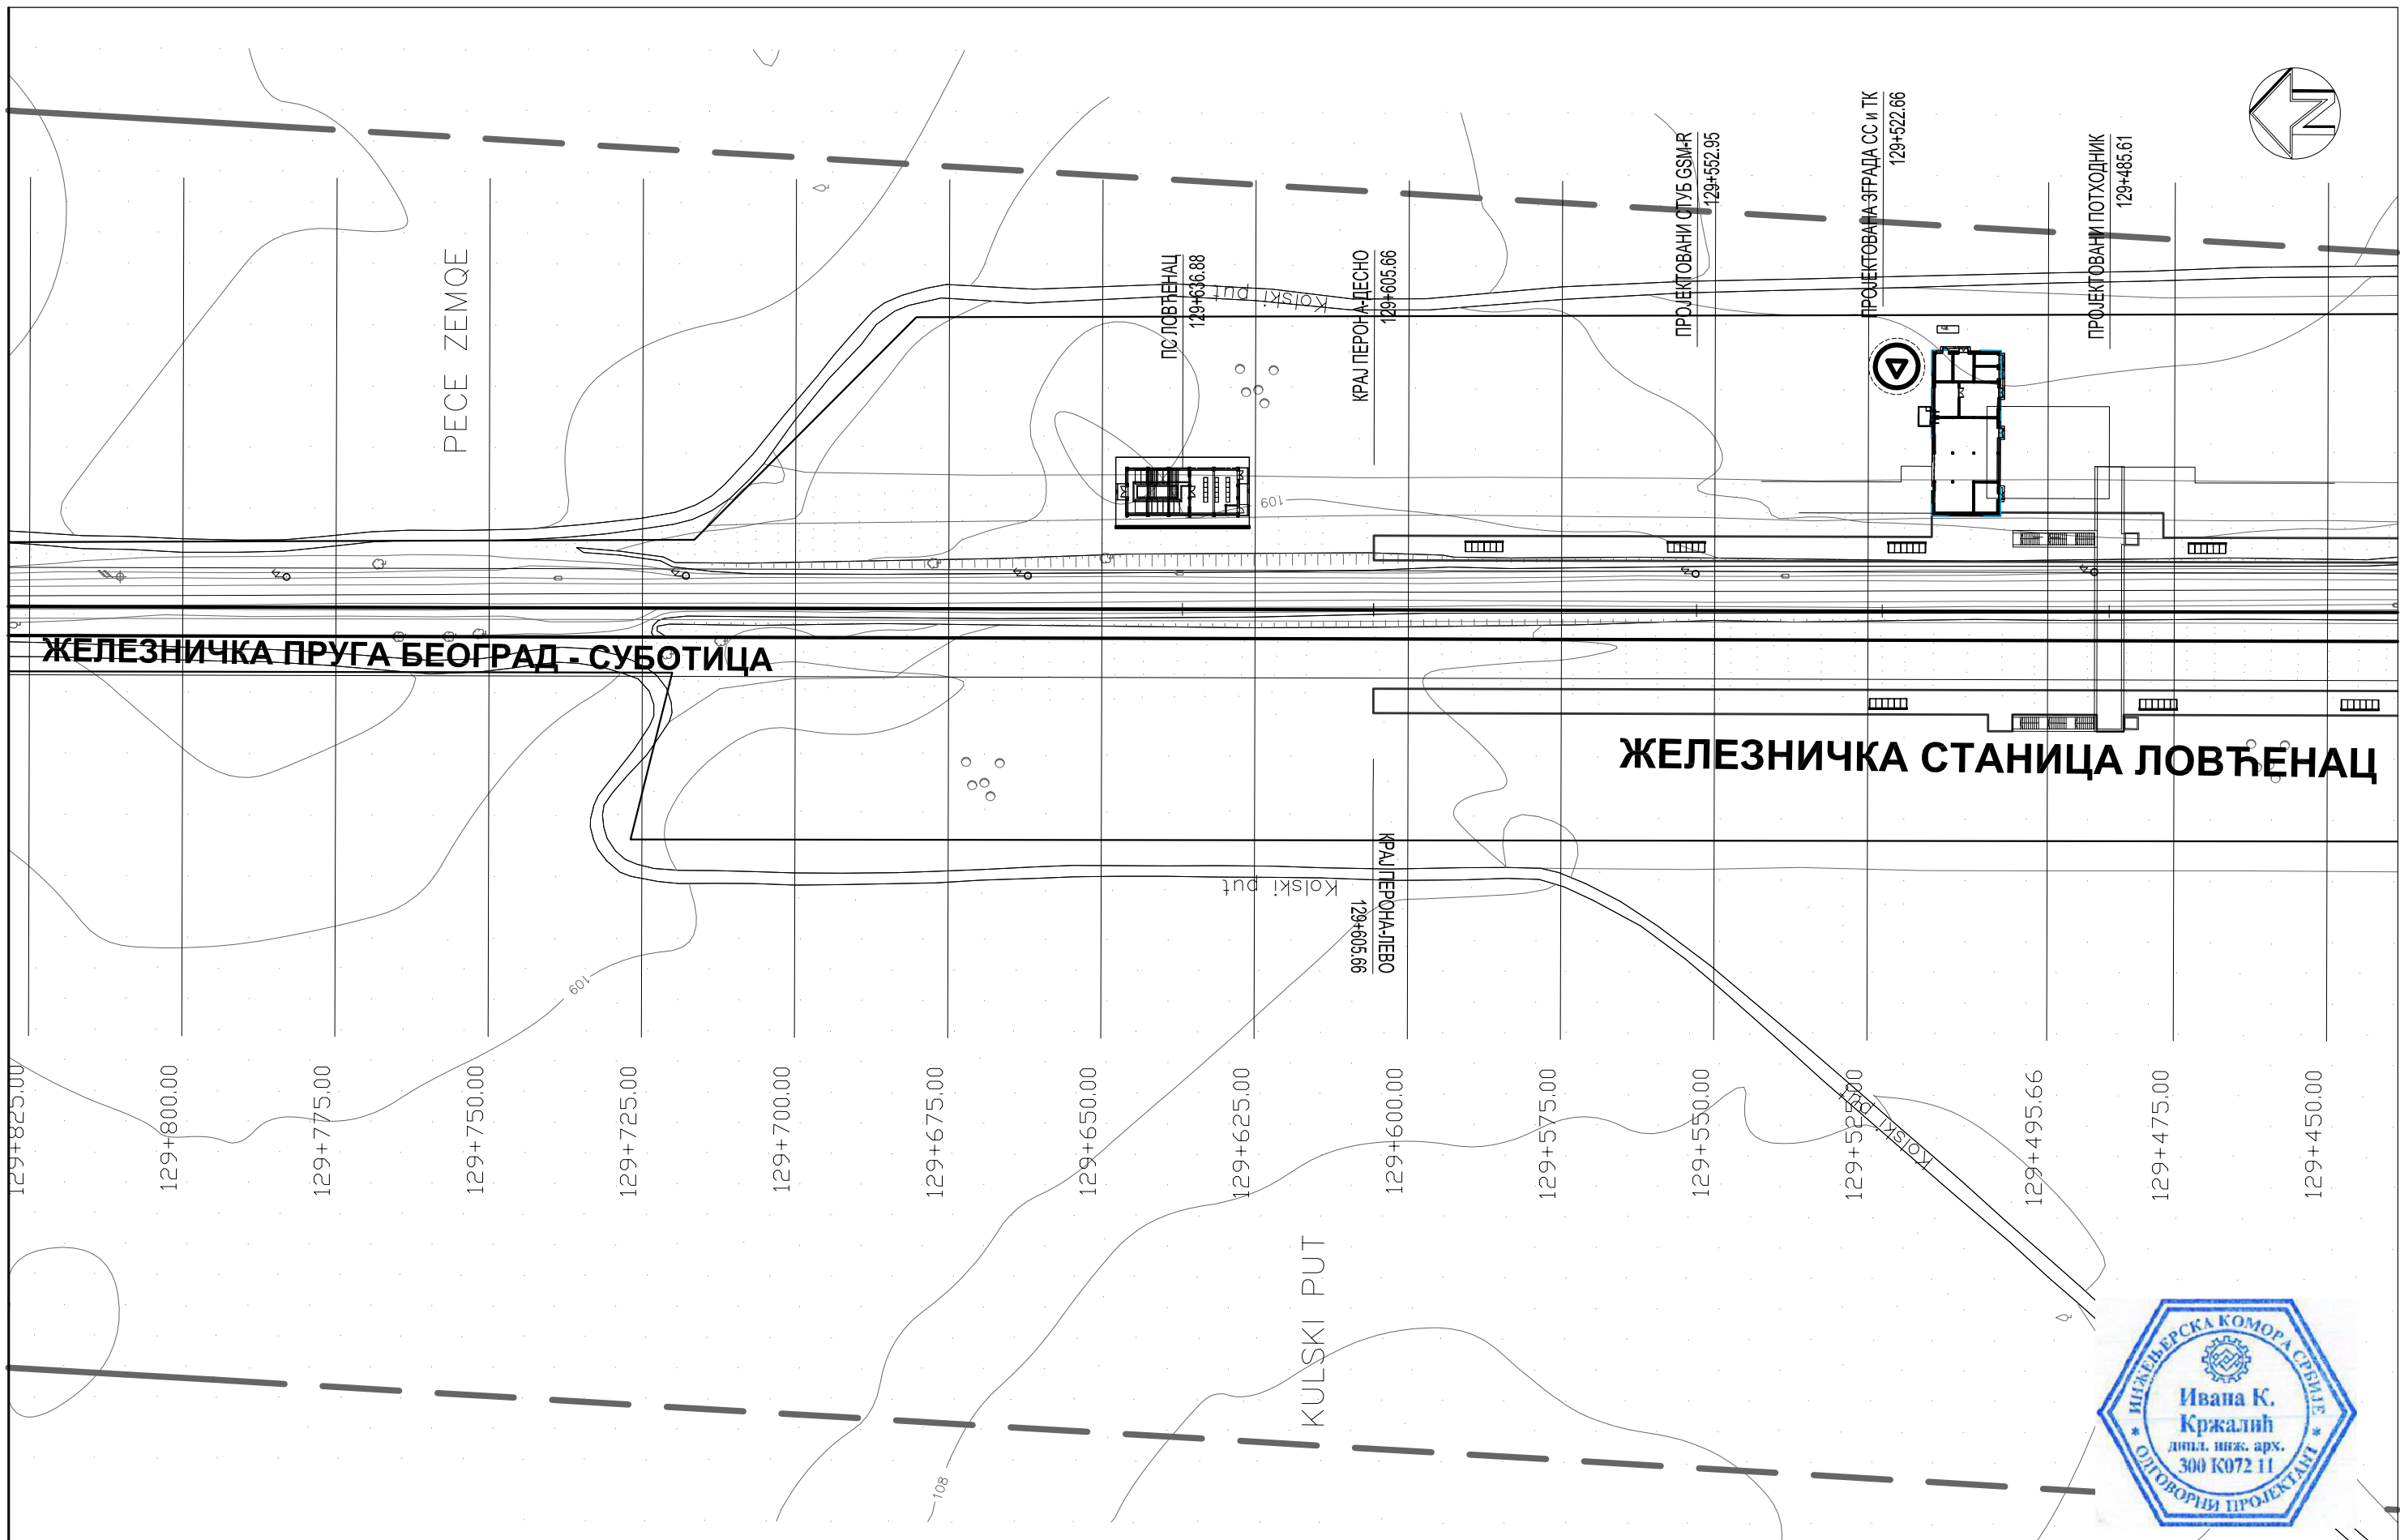 PECE ZEMQE
ПС ЛОВЋЕНАЦ
129+636.88
Kolski put
КРАЈ ПЕРОНА-ДЕСНО
129+605.66
ПРОЈЕКТОВАНИ СТУБ GSM-R
129+552.95
ПРОЈЕКТОВАНА ЗГРАДА СС и ТК
129+522.66
ПРОЈЕКТОВАНИ ПОТХОДНИК
129+485.61
N
109
ЖЕЛЕЗНИЧКА ПРУГА БЕОГРАД - СУБОТИЦА
ЖЕЛЕЗНИЧКА СТАНИЦА ЛОВЋЕНАЦ
Kolski put
КРАЈ ПЕРОНА-ЛЕВО
129+605.66
109
129+825.00
129+800.00
129+775.00
129+750.00
129+725.00
129+700.00
129+675.00
129+650.00
129+625.00
129+600.00
129+575.00
129+550.00
129+525.00
129+495.66
129+475.00
129+450.00
Kolski put
KULSKI PUT
108
ИНЖЕЊЕРСКА КОМОРА СРБИЈЕ
Ивана К.
Кржалић
дипл. инж. арх.
300 К072 11
ОДГОВОРНИ ПРОЈЕКТАНТ